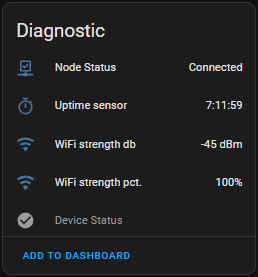 Diagnostic
Node Status Connected
Uptime sensor 7:11:59
WiFi strength db -45 dBm
WiFi strength pct. 100%
Device Status
ADD TO DASHBOARD